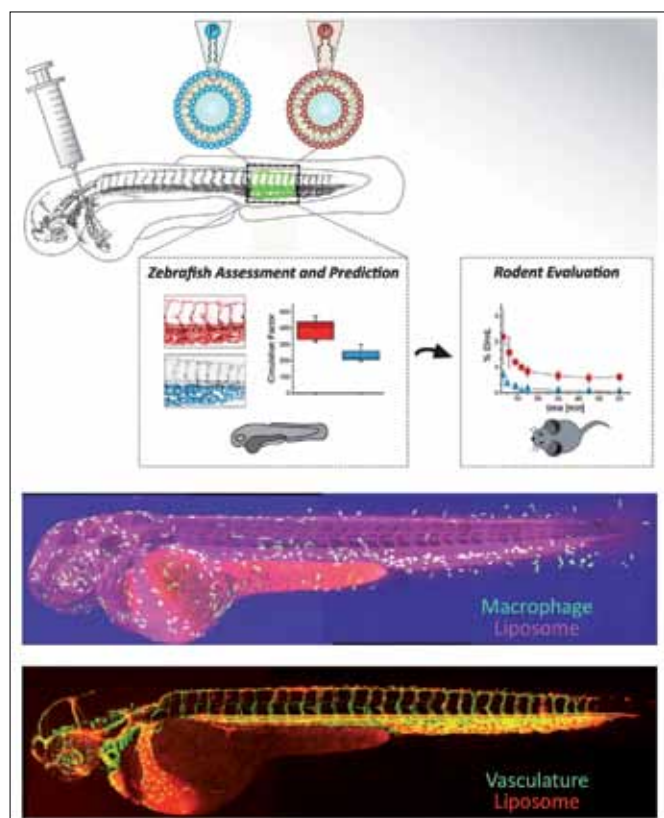 P
P
Zebrafish Assessment and Prediction
Rodent Evaluation
Circulation Factor
% ID/mL
time [min]
Macrophage
Liposome
Vasculature
Liposome